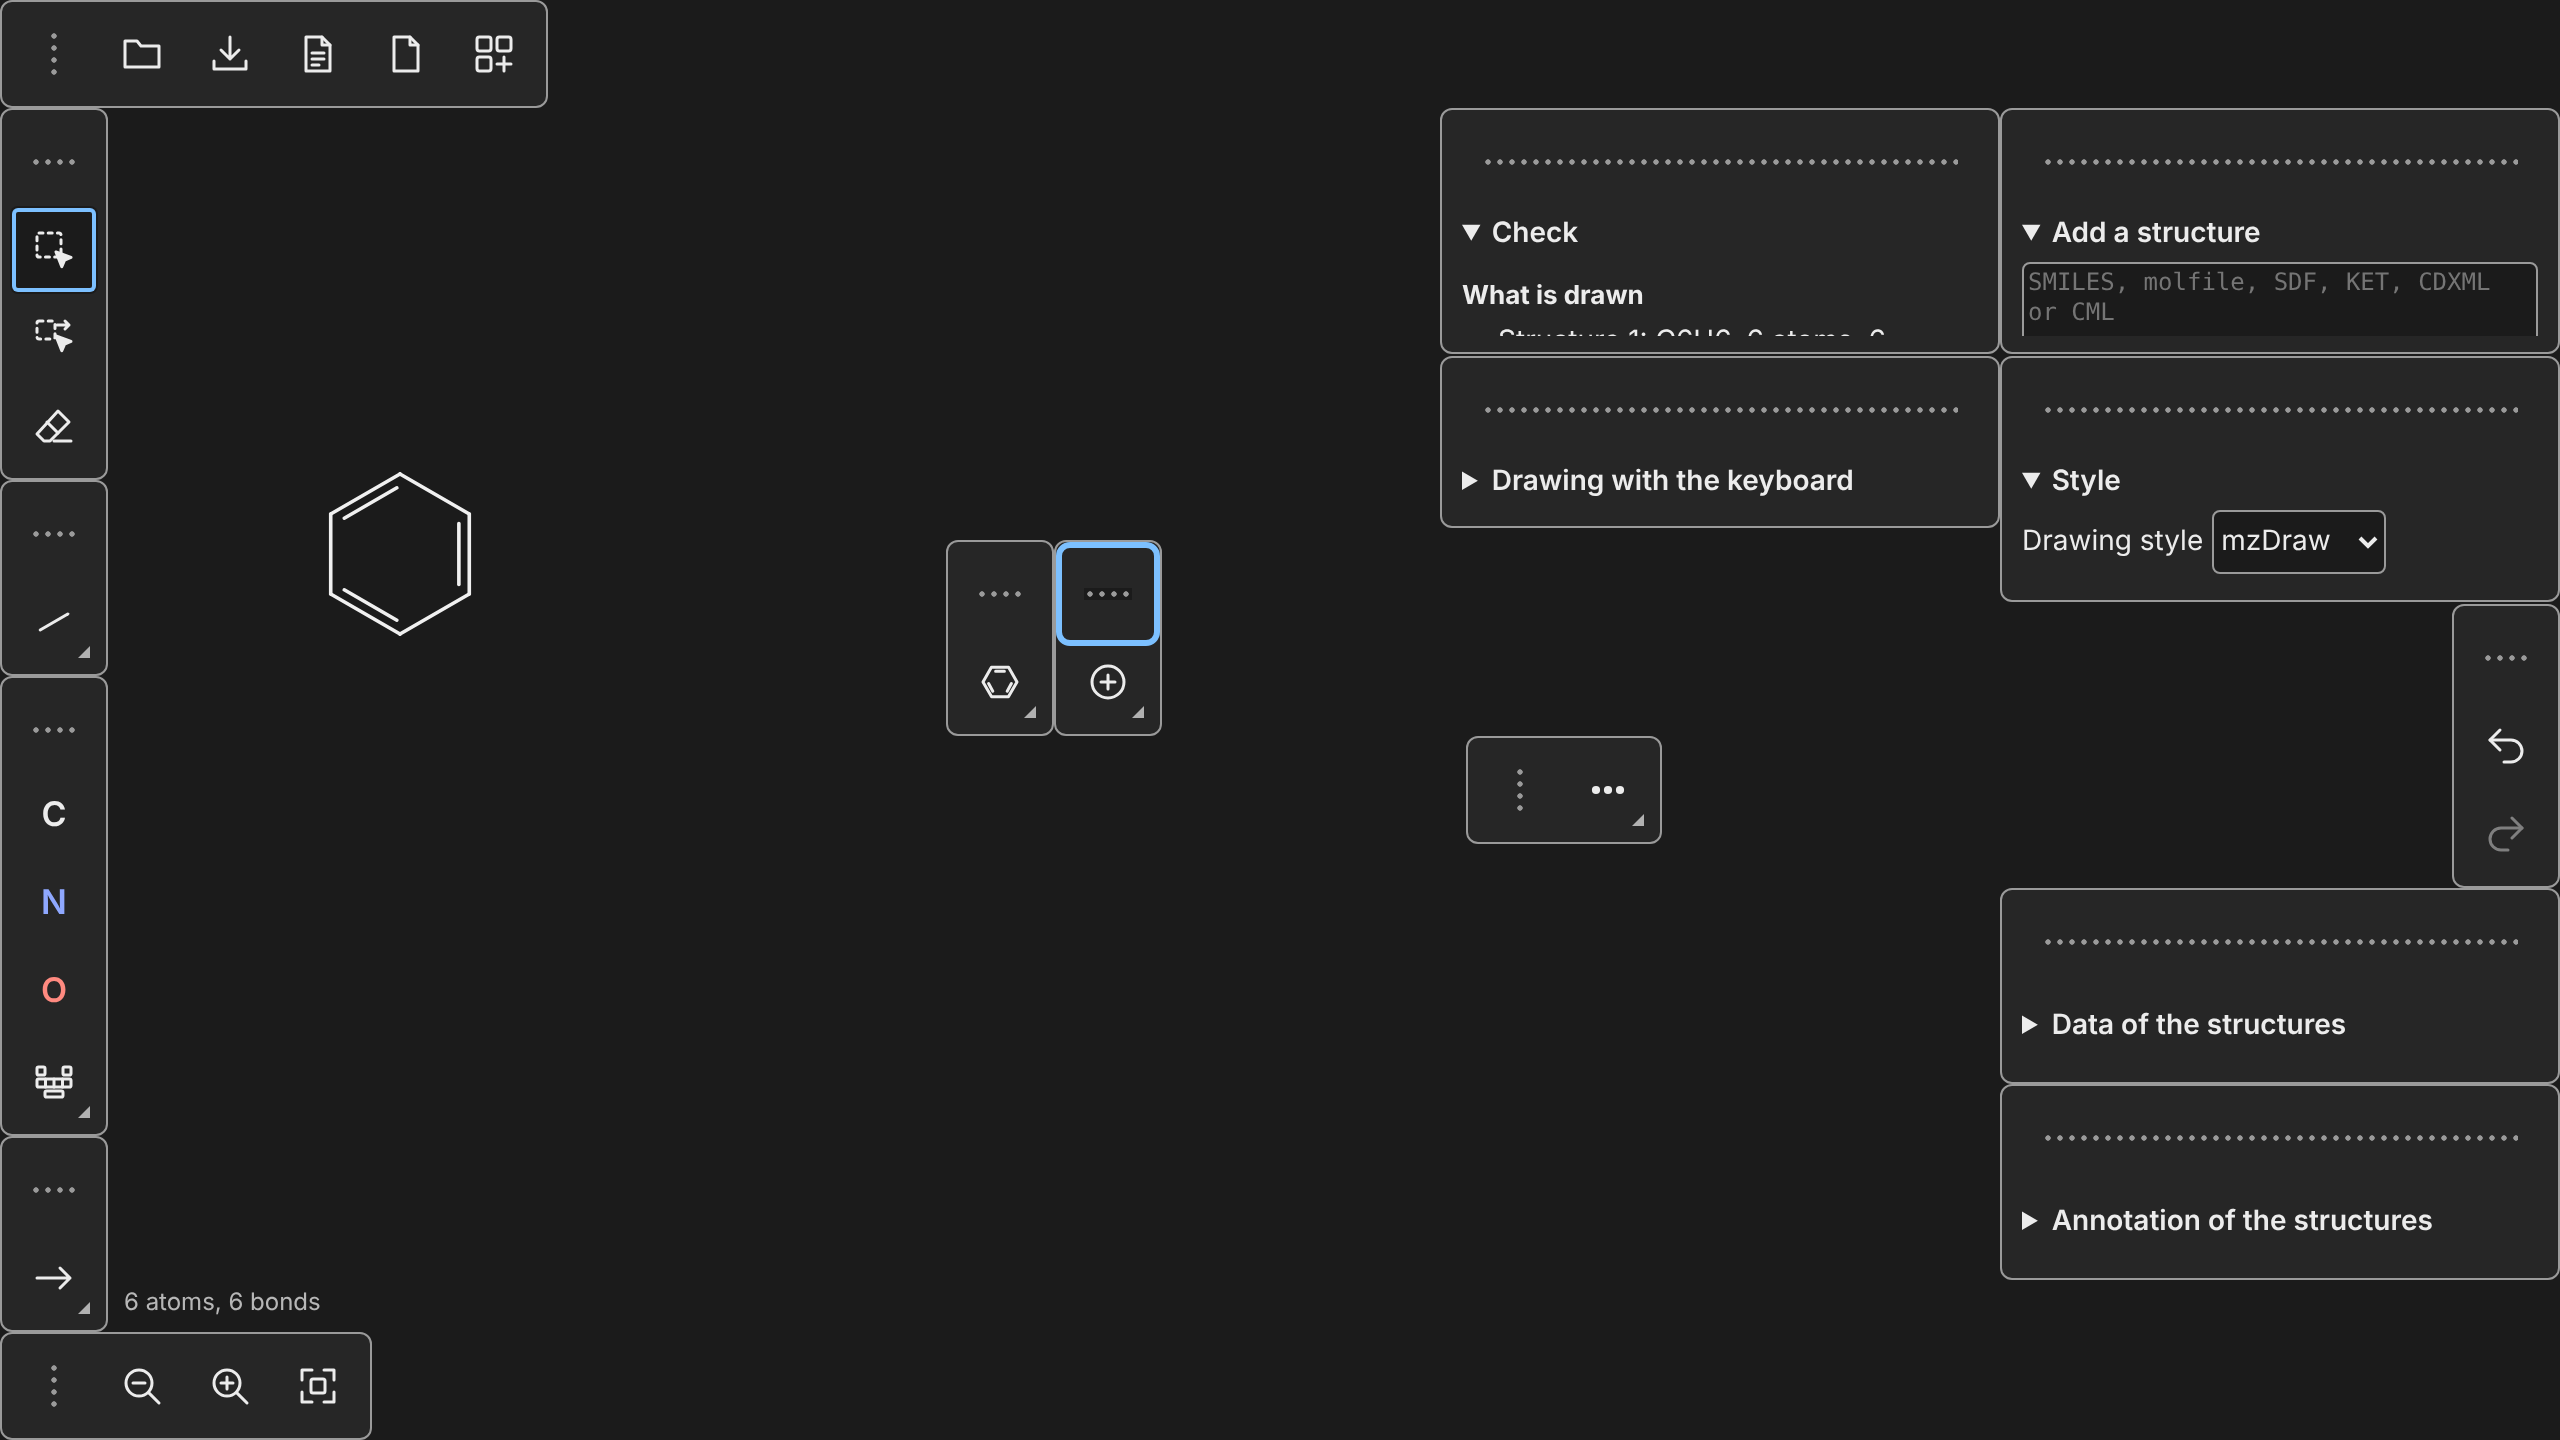 Check
What is drawn
Add a structure
SMILES, molfile, SDF, KET, CDXML
or CML
Drawing with the keyboard
Style
Drawing style mzDraw
C
N
O
Data of the structures
Annotation of the structures
6 atoms, 6 bonds